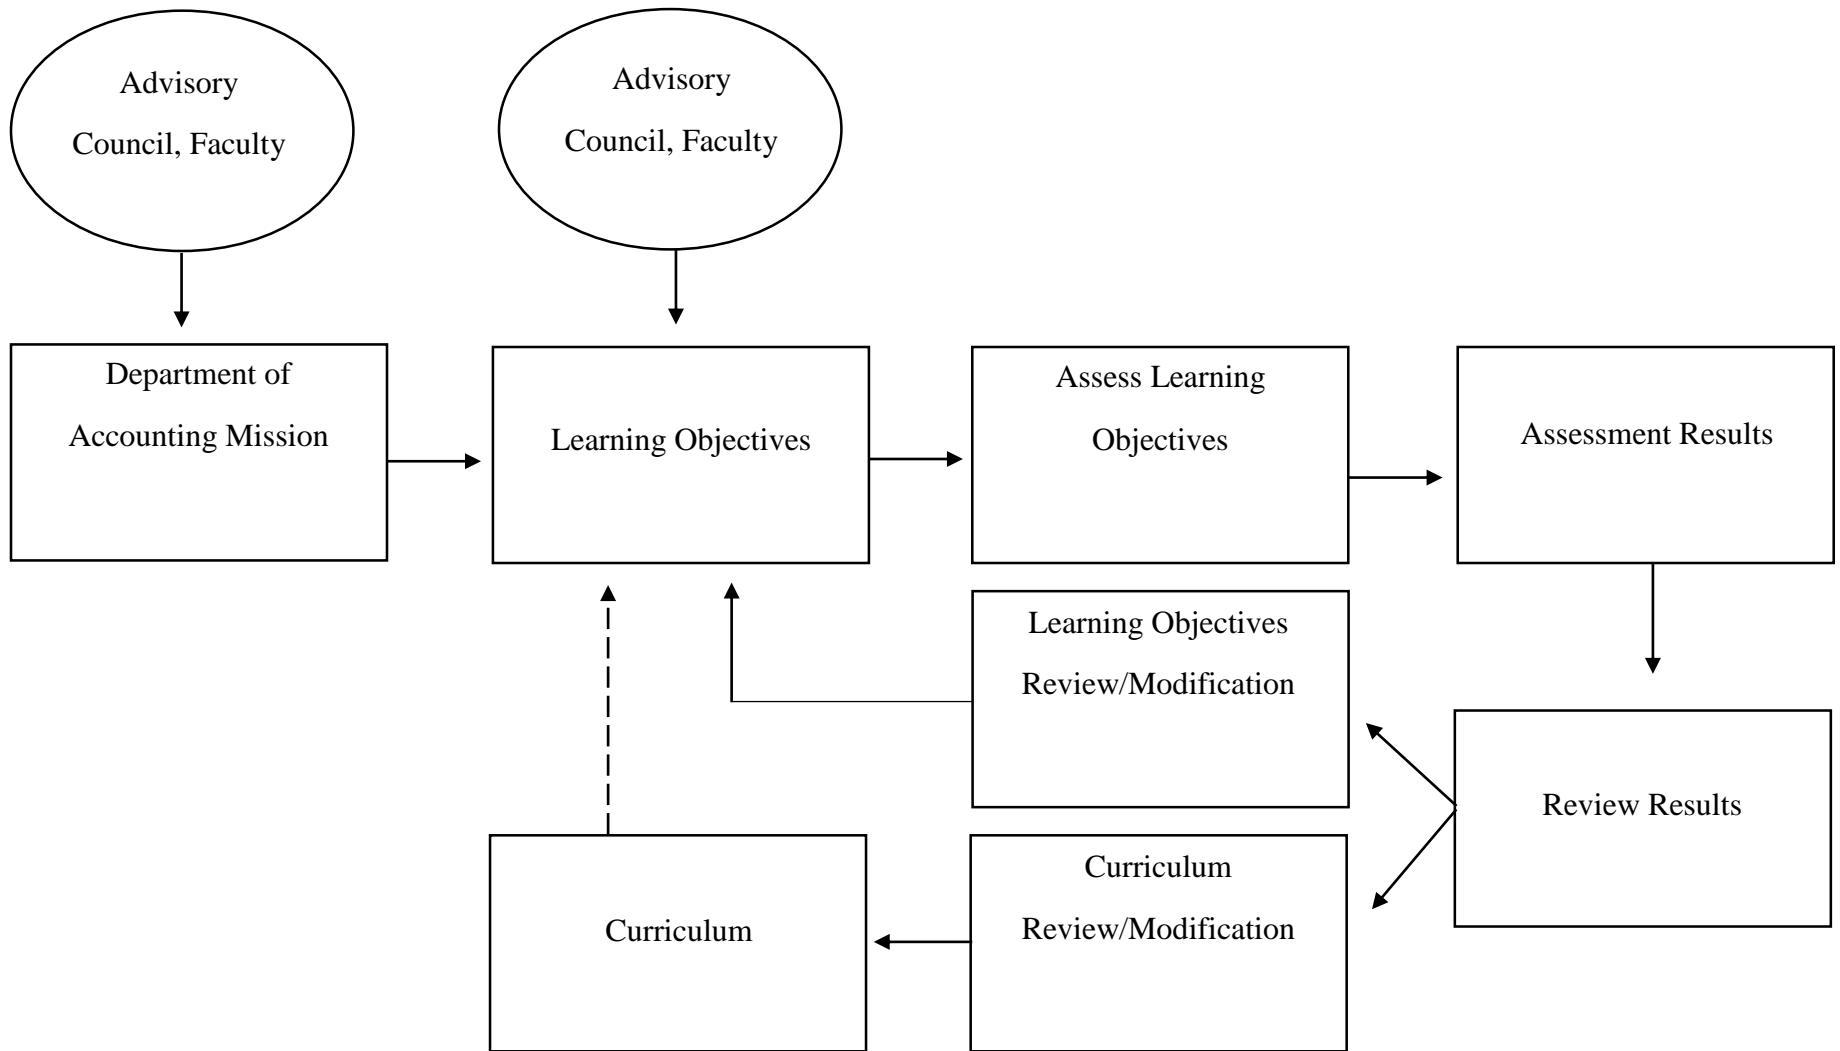 Advisory
Council, Faculty
Advisory
Council, Faculty
Department of
Accounting Mission
Learning Objectives
Assess Learning
Objectives
Assessment Results
Learning Objectives
Review/Modification
Review Results
Curriculum
Curriculum
Review/Modification